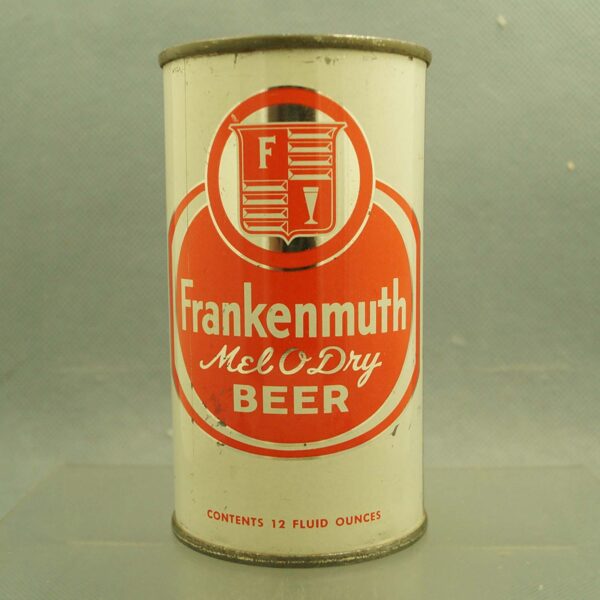 F
Frankenmuth
Mel O Dry
BEER
CONTENTS 12 FLUID OUNCES